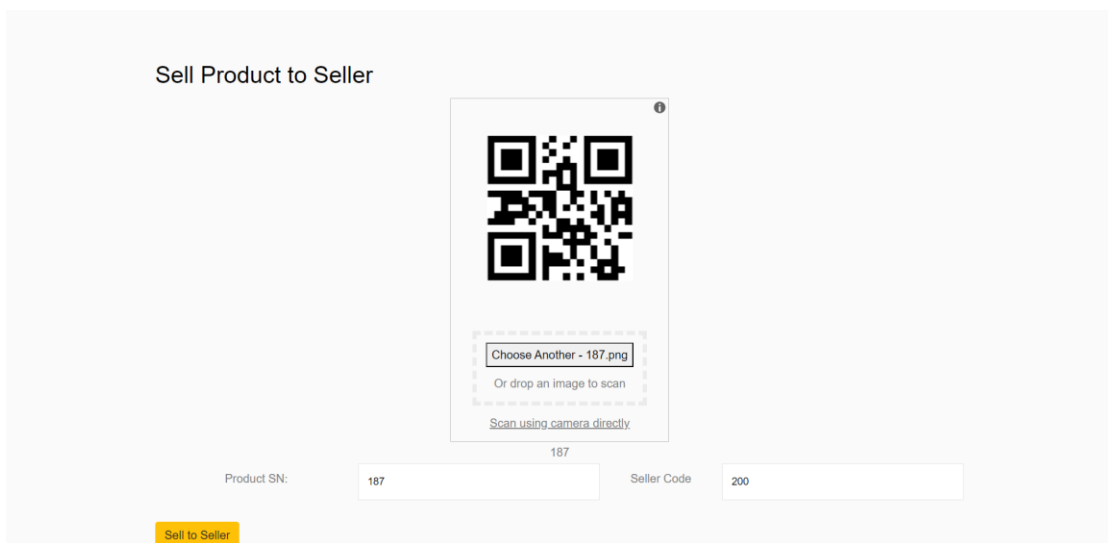 Sell Product to Seller
Choose Another - 187.png
Or drop an image to scan
Scan using camera directly
187
Product SN: 187 Seller Code 200
Sell to Seller